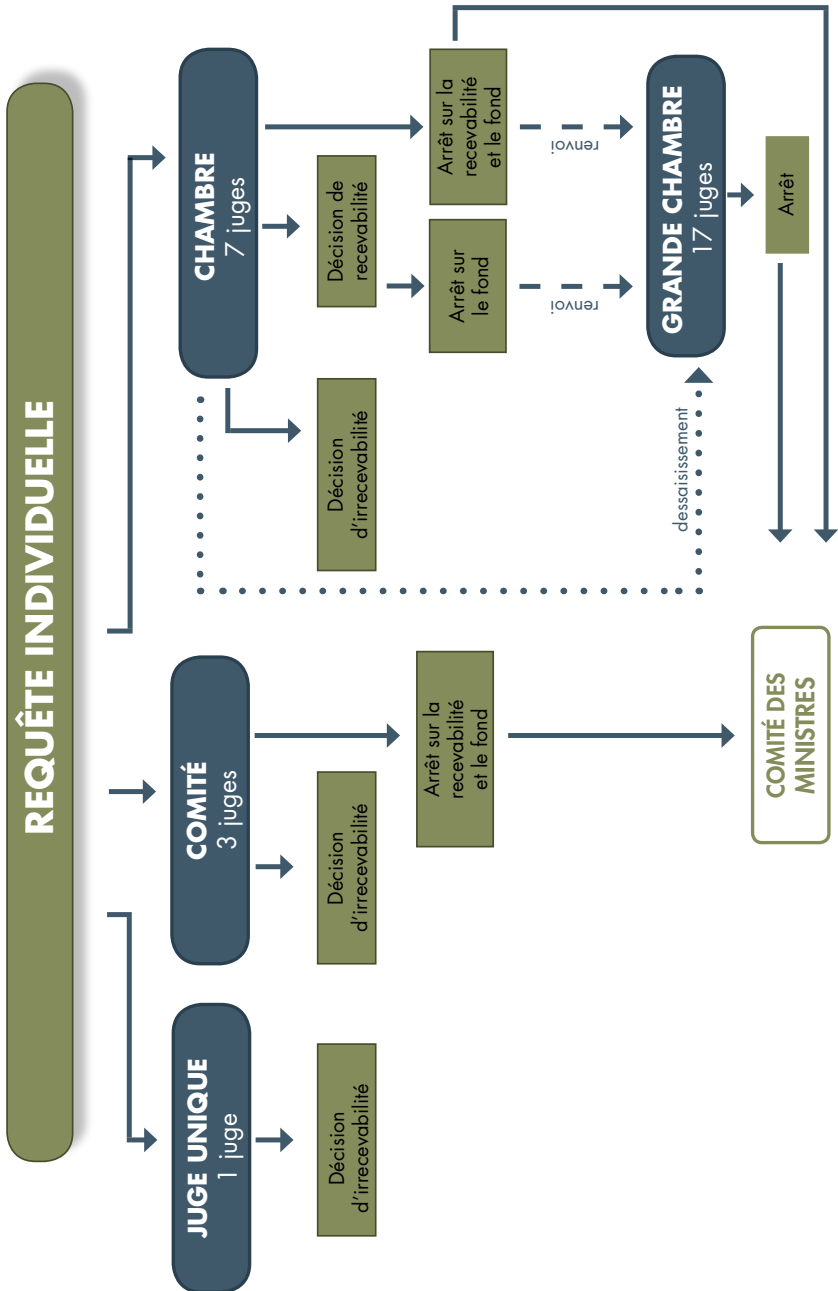 REQUÊTE INDIVIDUELLE
JUGE UNIQUE
1 juge
COMITÉ
3 juges
CHAMBRE
7 juges
Décision
d'irrecevabilité
Décision
d'irrecevabilité
Décision
d'irrecevabilité
Décision de
recevabilité
Arrêt sur la
recevabilité
et le fond
Arrêt sur
le fond
Arrêt sur la
recevabilité
et le fond
renvoi
renvoi
dessaisissement
GRANDE CHAMBRE
17 juges
COMITÉ DES
MINISTRES
Arrêt